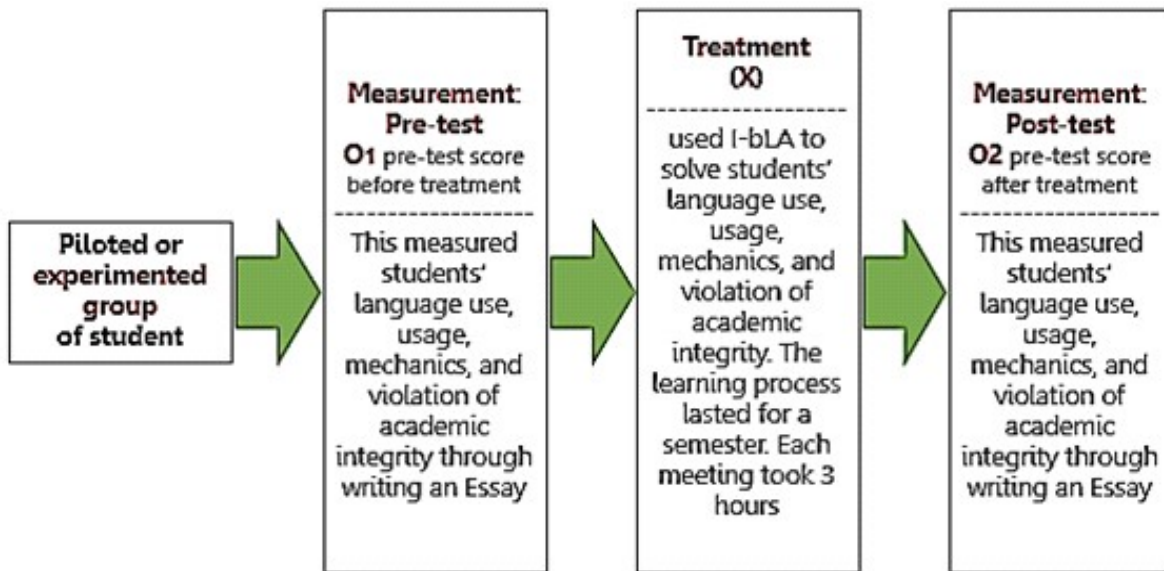 Piloted or
experimented
group
of student
Measurement:
Pre-test
O1 pre-test score
before treatment
This measured
students'
language use,
usage,
mechanics, and
violation of
academic
integrity through
writing an Essay
Treatment
(X)
used I-bLA to
solve students'
language use,
usage,
mechanics, and
violation of
academic
integrity. The
learning process
lasted for a
semester. Each
meeting took 3
hours
Measurement:
Post-test
O2 pre-test score
after treatment
This measured
students'
language use,
usage,
mechanics, and
violation of
academic
integrity through
writing an Essay